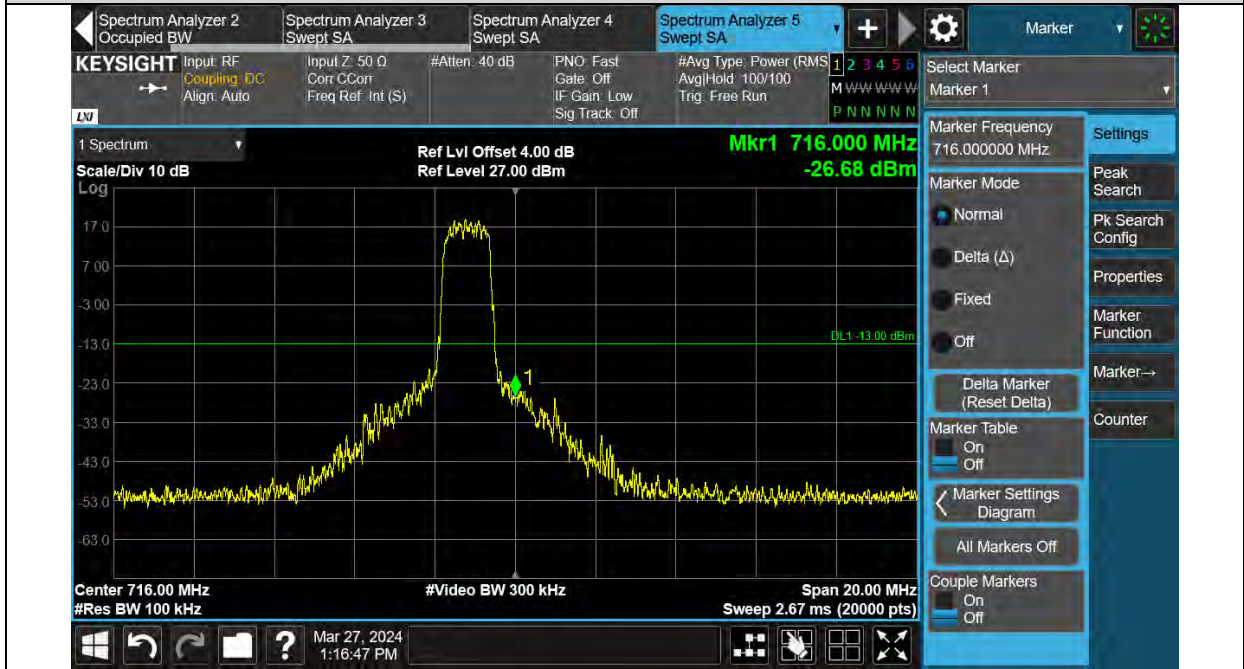 Spectrum Analyzer 2
Occupied BW
Spectrum Analyzer 3
Swept SA
Spectrum Analyzer 4
Swept SA
Spectrum Analyzer 5
Swept SA
Marker
KEYSIGHT
Input: RF
Coupling: DC
Align: Auto
Input Z: 50 Ω
Corr CCorr
Freq Ref: Int (S)
#Atten: 40 dB
PNO: Fast
Gate: Off
IF Gain: Low
Sig Track: Off
#Avg Type: Power (RMS
Avg|Hold: 100/100
Trig: Free Run
1 2 3 4 5 6
M W W W W W
P N N N N N
LXI
Select Marker
Marker 1
1 Spectrum
Scale/Div 10 dB
Log
Ref Lvl Offset 4.00 dB
Ref Level 27.00 dBm
Mkr1 716.000 MHz
-26.68 dBm
17.0
7.00
-3.00
-13.0
-23.0
-33.0
-43.0
-53.0
-63.0
DL1 -13.00 dBm
1
Center 716.00 MHz
#Res BW 100 kHz
#Video BW 300 kHz
Span 20.00 MHz
Sweep 2.67 ms (20000 pts)
Marker Frequency
716.000000 MHz
Marker Mode
Normal
Delta (Δ)
Fixed
Off
Delta Marker
(Reset Delta)
Marker Table
On
Off
Marker Settings
Diagram
All Markers Off
Couple Markers
On
Off
Settings
Peak
Search
Pk Search
Config
Properties
Marker
Function
Marker→
Counter
?
Mar 27, 2024
1:16:47 PM